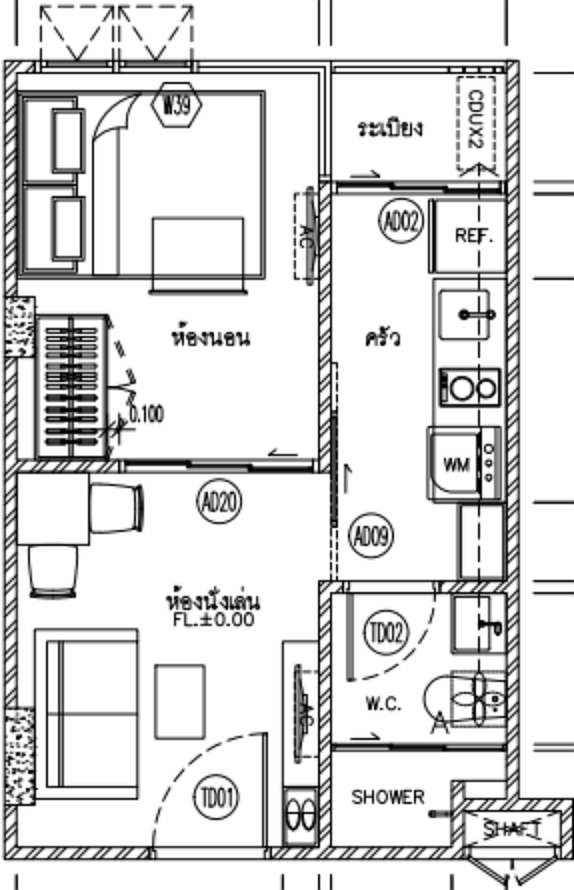 W39
ระเบียง
CDUX2
AD02
REF.
AC
ห้องนอน
ครัว
0.100
WM
AD20
AD09
ห้องนั่งเล่น
FL.±0.00
TD02
W.C.
AC
A
TD01
SHOWER
SHAFT